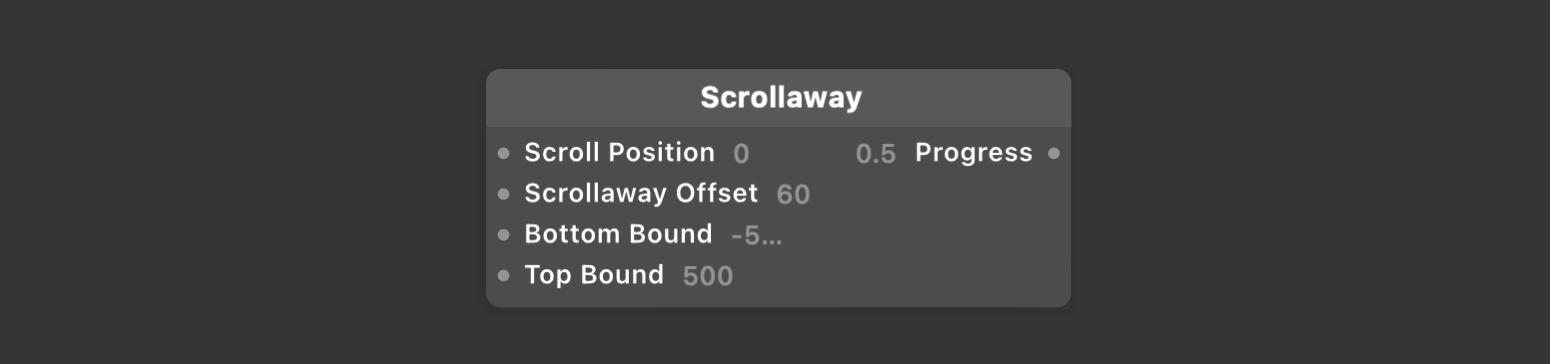 Scrollaway
Scroll Position 0 0.5 Progress
Scrollaway Offset 60
Bottom Bound -5...
Top Bound 500